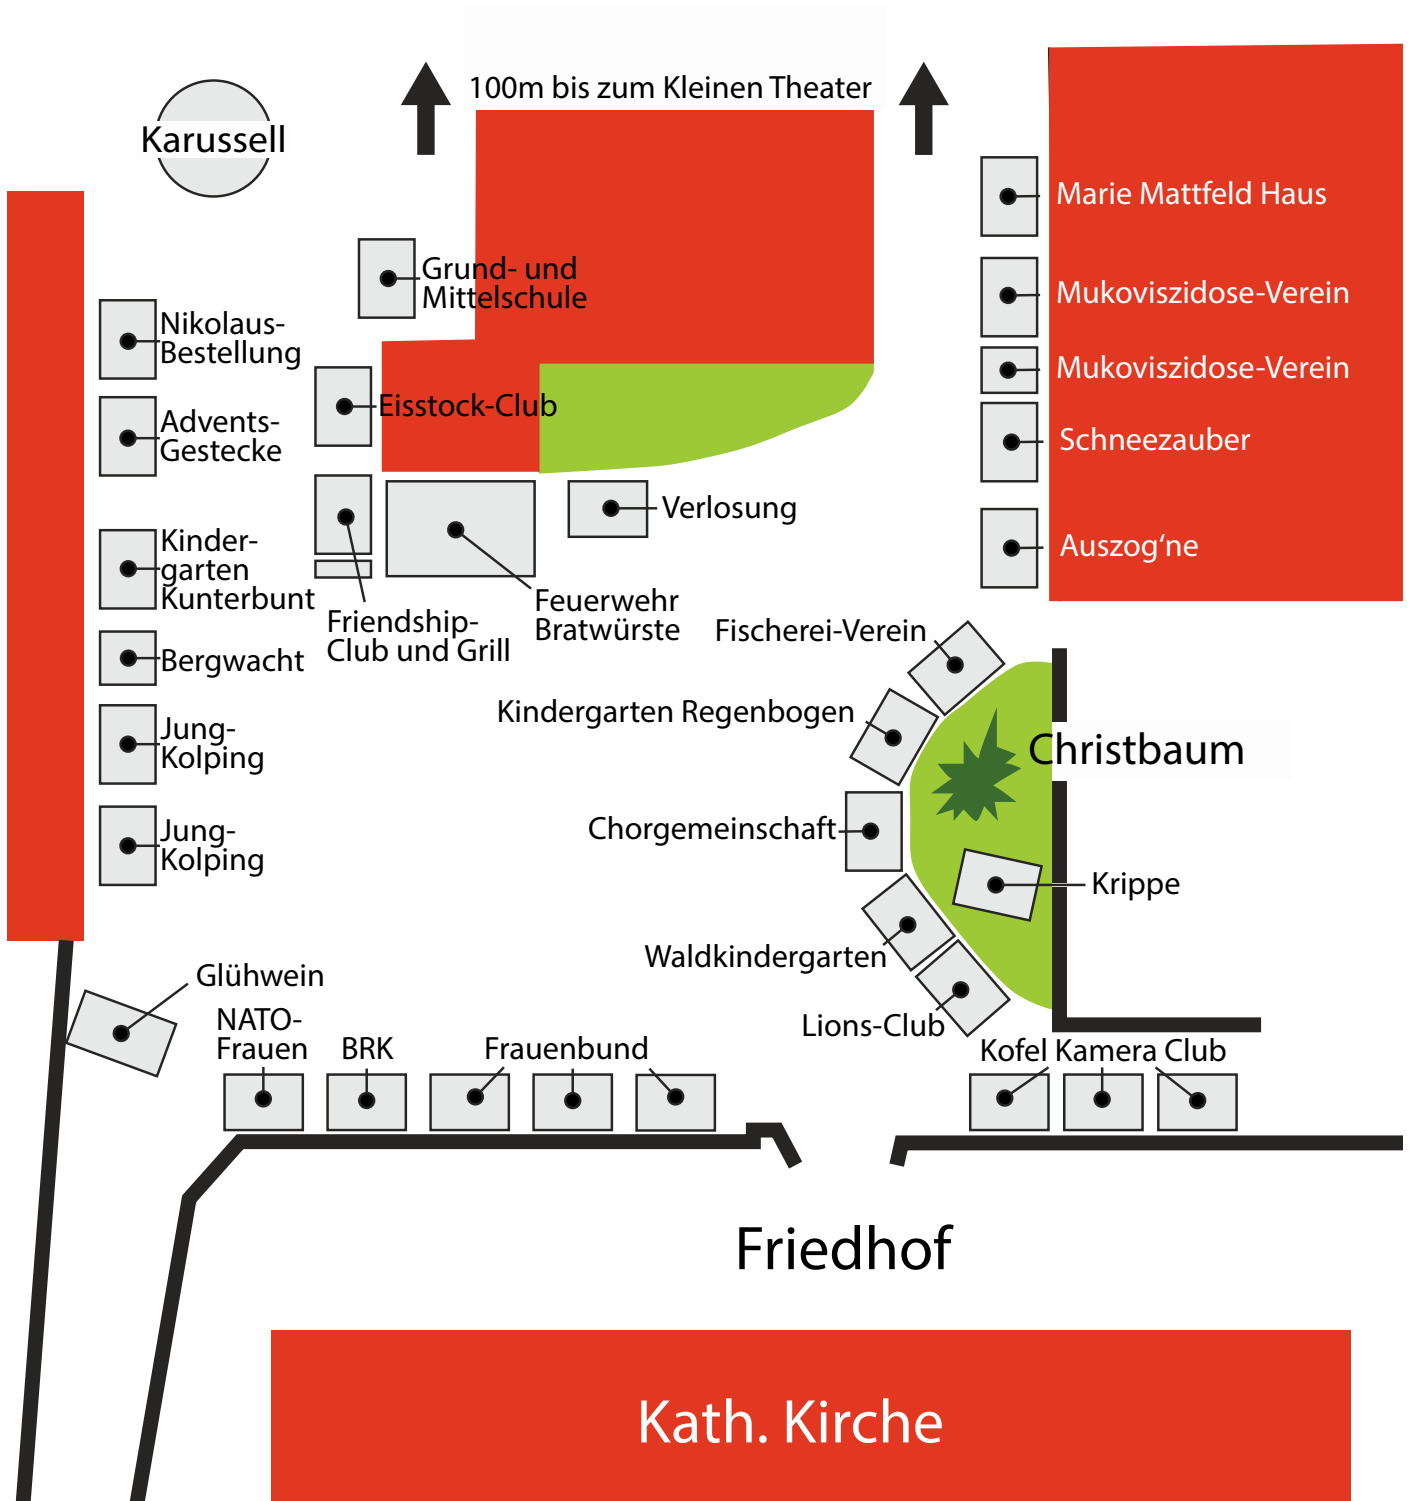 100m bis zum Kleinen Theater
Karussell
Marie Mattfeld Haus
Grund- und
Mittelschule
Mukoviszidose-Verein
Nikolaus-
Bestellung
Mukoviszidose-Verein
Eisstock-Club
Advents-
Gestecke
Schneezauber
Verlosung
Auszog‘ne
Kinder-
garten
Kunterbunt
Friendship-
Club und Grill
Feuerwehr
Bratwürste
Fischerei-Verein
Bergwacht
Kindergarten Regenbogen
Jung-
Kolping
Christbaum
Chorgemeinschaft
Jung-
Kolping
Krippe
Waldkindergarten
Glühwein
Lions-Club
NATO-
Frauen
BRK
Frauenbund
Kofel Kamera Club
Friedhof
Kath. Kirche